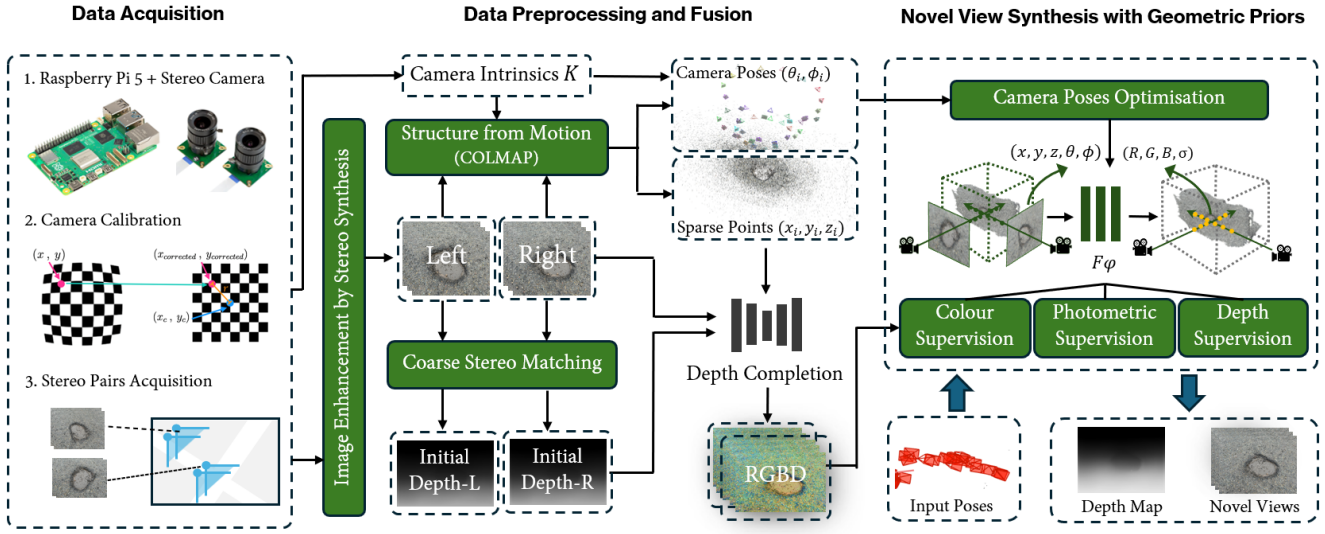 Data Acquisition
1. Raspberry Pi 5 + Stereo Camera
2. Camera Calibration
(x , y)
(x_corrected , y_corrected)
r
(x_c , y_c)
3. Stereo Pairs Acquisition
Image Enhancement by Stereo Synthesis
Data Preprocessing and Fusion
Camera Intrinsics K
Structure from Motion
(COLMAP)
Left
Right
Coarse Stereo Matching
Initial
Depth-L
Initial
Depth-R
Camera Poses (θ_i, ϕ_i)
Sparse Points (x_i, y_i, z_i)
Depth Completion
RGBD
Novel View Synthesis with Geometric Priors
Camera Poses Optimisation
(x, y, z, θ, ϕ)
(R, G, B, σ)
Fφ
Colour
Supervision
Photometric
Supervision
Depth
Supervision
Input Poses
Depth Map
Novel Views